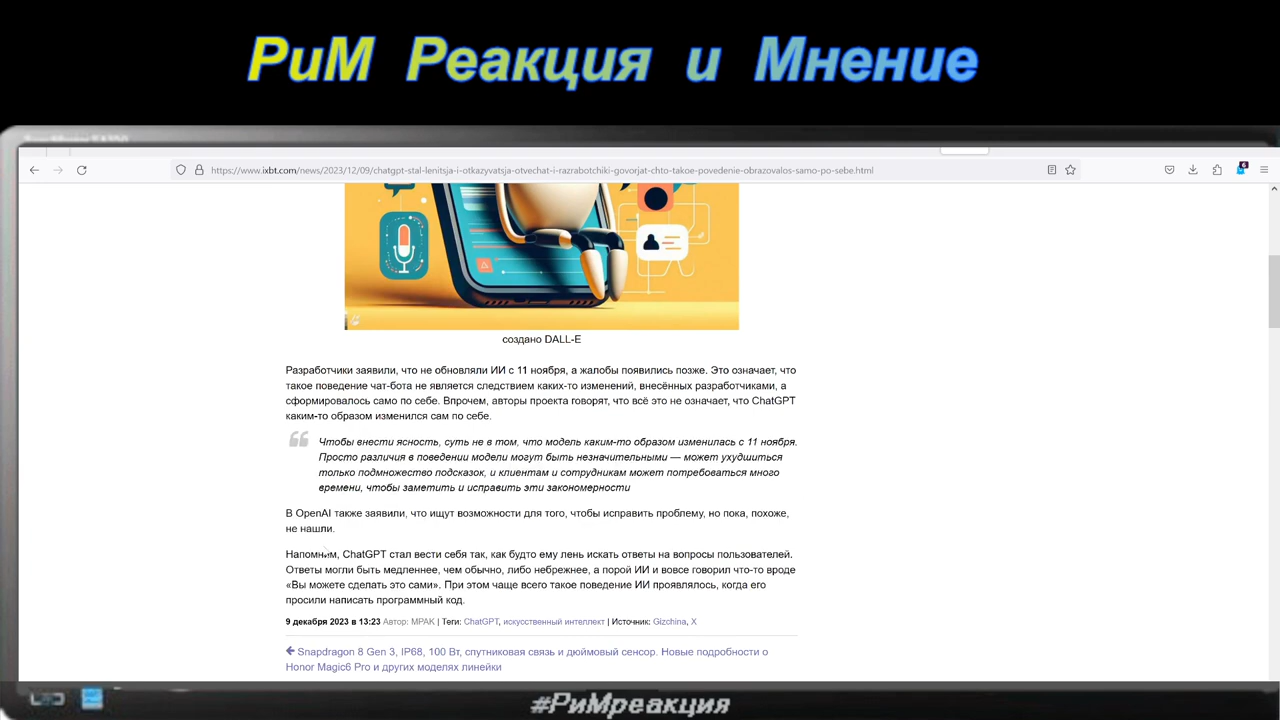 РиМ Реакция и Мнение
https://www.ixbt.com/news/2023/12/09/chatgpt-stal-lenitsja-i-otkazyvatsja-otvechat-i-razrabotchiki-govorjat-chto-takoe-povedenie-obrazovalos-samo-po-sebe.html
создано DALL-E
Разработчики заявили, что не обновляли ИИ с 11 ноября, а жалобы появились позже. Это означает, что
такое поведение чат-бота не является следствием каких-то изменений, внесённых разработчиками, а
сформировалось само по себе. Впрочем, авторы проекта говорят, что всё это не означает, что ChatGPT
каким-то образом изменился сам по себе.
Чтобы внести ясность, суть не в том, что модель каким-то образом изменилась с 11 ноября.
Просто различия в поведении модели могут быть незначительными — может ухудшиться
только подмножество подсказок, и клиентам и сотрудникам может потребоваться много
времени, чтобы заметить и исправить эти закономерности
В OpenAI также заявили, что ищут возможности для того, чтобы исправить проблему, но пока, похоже,
не нашли.
Напомним, ChatGPT стал вести себя так, как будто ему лень искать ответы на вопросы пользователей.
Ответы могли быть медленнее, чем обычно, либо небрежнее, а порой ИИ и вовсе говорил что-то вроде
«Вы можете сделать это сами». При этом чаще всего такое поведение ИИ проявлялось, когда его
просили написать программный код.
9 декабря 2023 в 13:23 Автор: МРАК | Теги: ChatGPT, искусственный интеллект | Источник: Gizchina, X
Snapdragon 8 Gen 3, IP68, 100 Вт, спутниковая связь и дюймовый сенсор. Новые подробности о
Honor Magic6 Pro и других моделях линейки
#РиМреакция